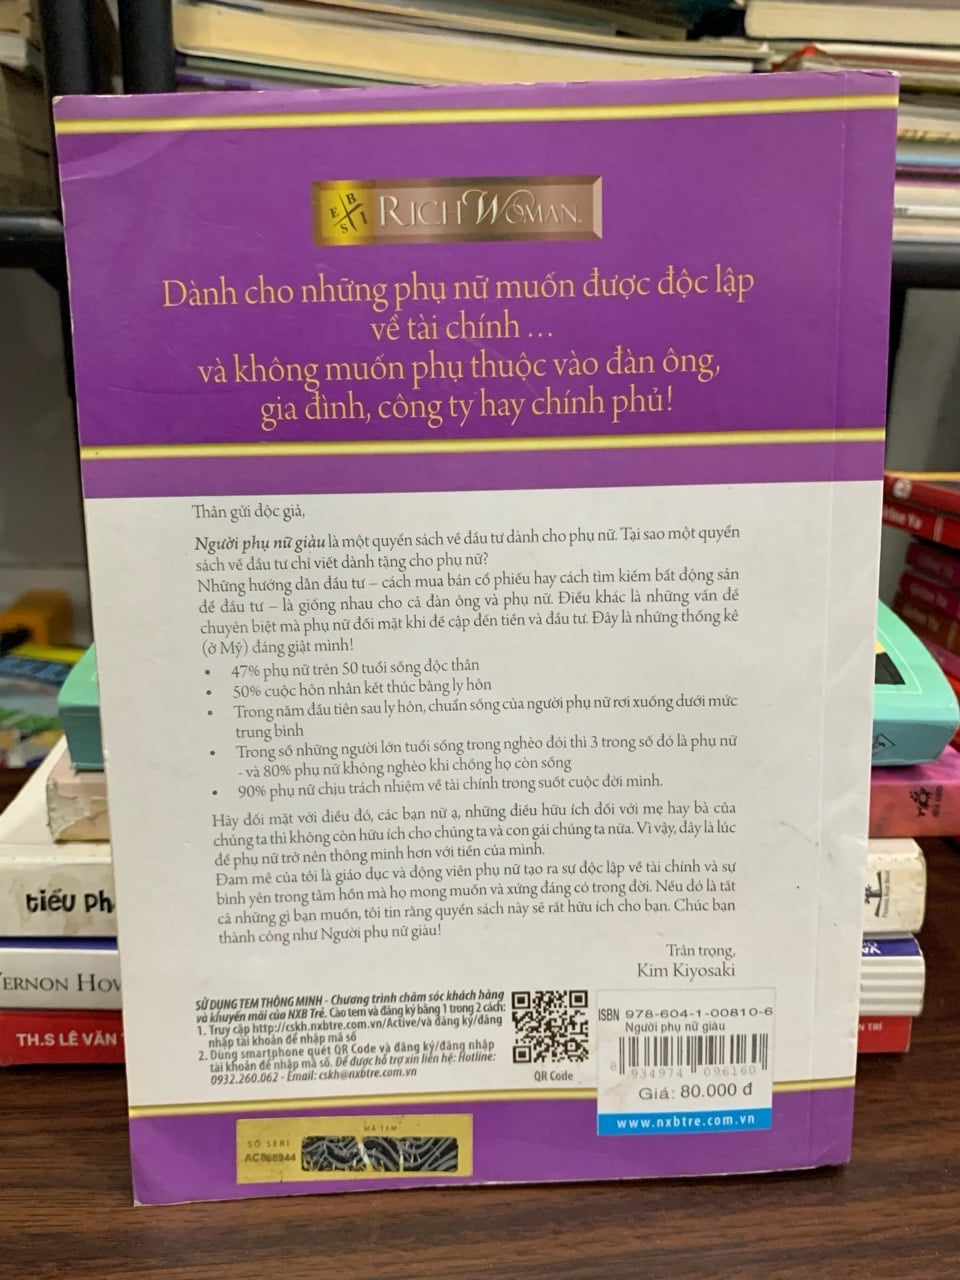 E B S I RICH WOMAN
Dành cho những phụ nữ muốn được độc lập
về tài chính ...
và không muốn phụ thuộc vào đàn ông,
gia đình, công ty hay chính phủ!
Thân gửi độc giả,
Người phụ nữ giàu là một quyển sách về đầu tư dành cho phụ nữ. Tại sao một quyển
sách về đầu tư chỉ viết dành tặng cho phụ nữ?
Những hướng dẫn đầu tư – cách mua bán cổ phiếu hay cách tìm kiếm bất động sản
để đầu tư – là giống nhau cho cả đàn ông và phụ nữ. Điều khác là những vấn đề
chuyên biệt mà phụ nữ đối mặt khi đề cập đến tiền và đầu tư. Đây là những thống kê
(ở Mỹ) đáng giật mình!
• 47% phụ nữ trên 50 tuổi sống độc thân
• 50% cuộc hôn nhân kết thúc bằng ly hôn
• Trong năm đầu tiên sau ly hôn, chuẩn sống của người phụ nữ rơi xuống dưới mức
trung bình
• Trong số những người lớn tuổi sống trong nghèo đói thì 3 trong số đó là phụ nữ
- và 80% phụ nữ không nghèo khi chồng họ còn sống
• 90% phụ nữ chịu trách nhiệm về tài chính trong suốt cuộc đời mình.
Hãy đối mặt với điều đó, các bạn nữ ạ, những điều hữu ích đối với mẹ hay bà của
chúng ta thì không còn hữu ích cho chúng ta và con gái chúng ta nữa. Vì vậy, đây là lúc
để phụ nữ trở nên thông minh hơn với tiền của mình.
Đam mê của tôi là giáo dục và động viên phụ nữ tạo ra sự độc lập về tài chính và sự
bình yên trong tâm hồn mà họ mong muốn và xứng đáng có trong đời. Nếu đó là tất
cả những gì bạn muốn, tôi tin rằng quyển sách này sẽ rất hữu ích cho bạn. Chúc bạn
thành công như Người phụ nữ giàu!
Trân trọng,
Kim Kiyosaki
SỬ DỤNG TEM THÔNG MINH - Chương trình chăm sóc khách hàng
và khuyến mãi của NXB Trẻ. Cào tem và đăng ký bằng 1 trong 2 cách:
1. Truy cập http://cskh.nxbtre.com.vn/Active/và đăng ký/đăng
nhập tài khoản để nhập mã số
2. Dùng smartphone quét QR Code và đăng ký/đăng nhập
tài khoản để nhập mã số. Để được hỗ trợ xin liên hệ: Hotline:
0932.260.062 - Email: cskh@nxbtre.com.vn
QR Code
ISBN 978-604-1-00810-6
Người phụ nữ giàu
8 934974 096160
Giá: 80.000 đ
www.nxbtre.com.vn
MÃ TEM
SỐ SERI
tiểu ph
VERNON HOW
TH.S LÊ VĂN